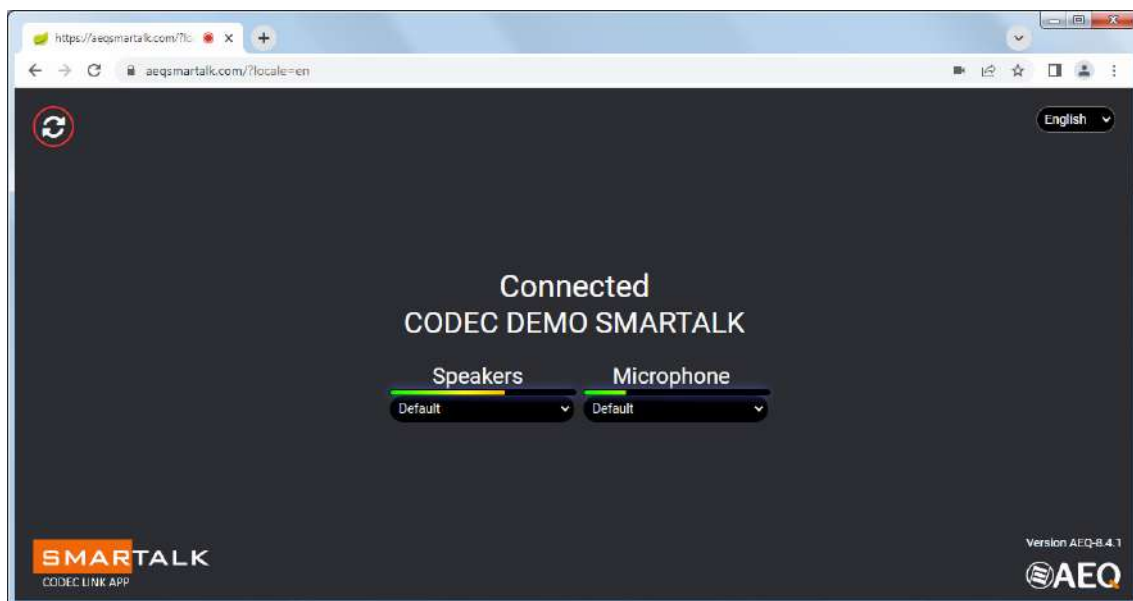 https://aeqsmartalk.com/?lo
aeqsmartalk.com/?locale=en
English
Connected
CODEC DEMO SMARTALK
Speakers Microphone
Default Default
Version AEQ-8.4.1
SMARTALK
CODEC LINK APP
AEQ